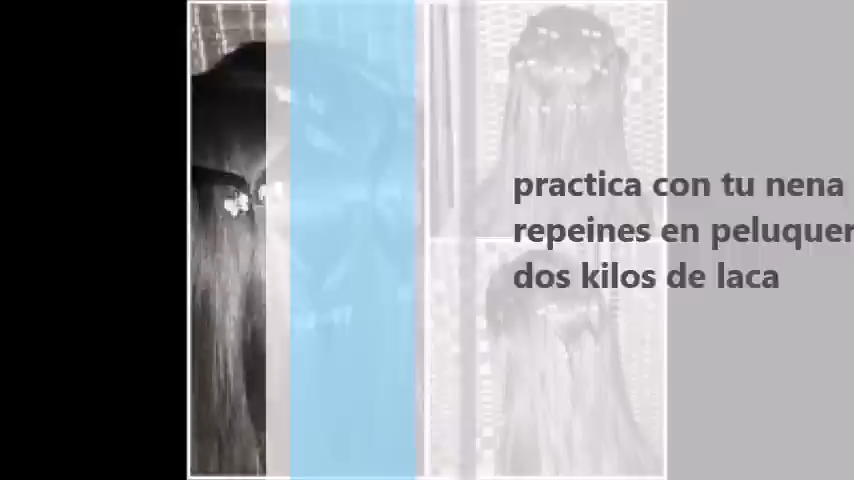 practica con tu nena
repeines en peluquer
dos kilos de laca